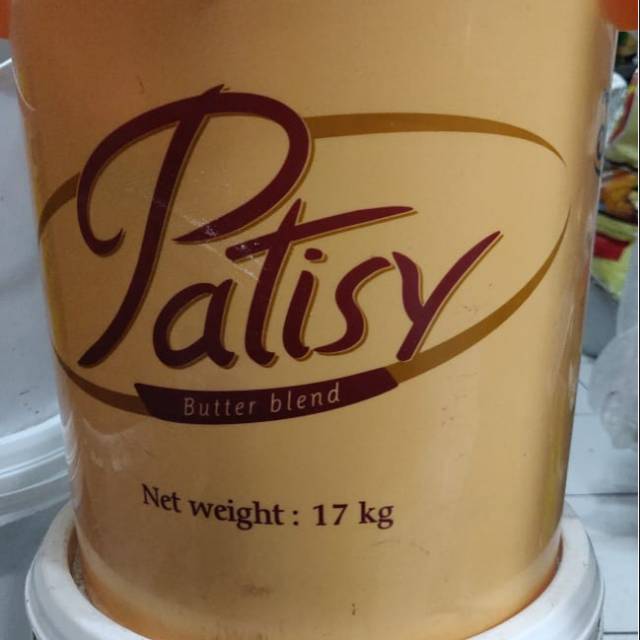 Patisy
Butter blend
Net weight : 17 kg